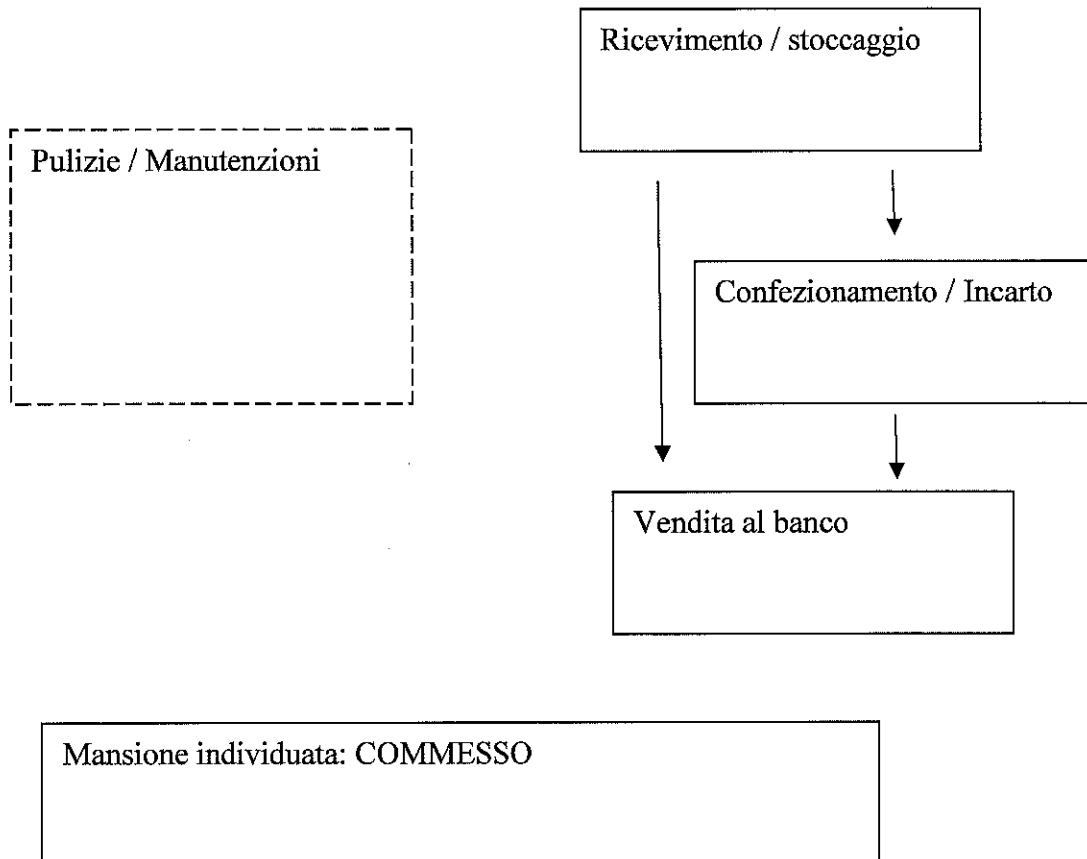 Ricevimento / stoccaggio
Pulizie / Manutenzioni
Confezionamento / Incarto
Vendita al banco
Mansione individuata: COMMESSO